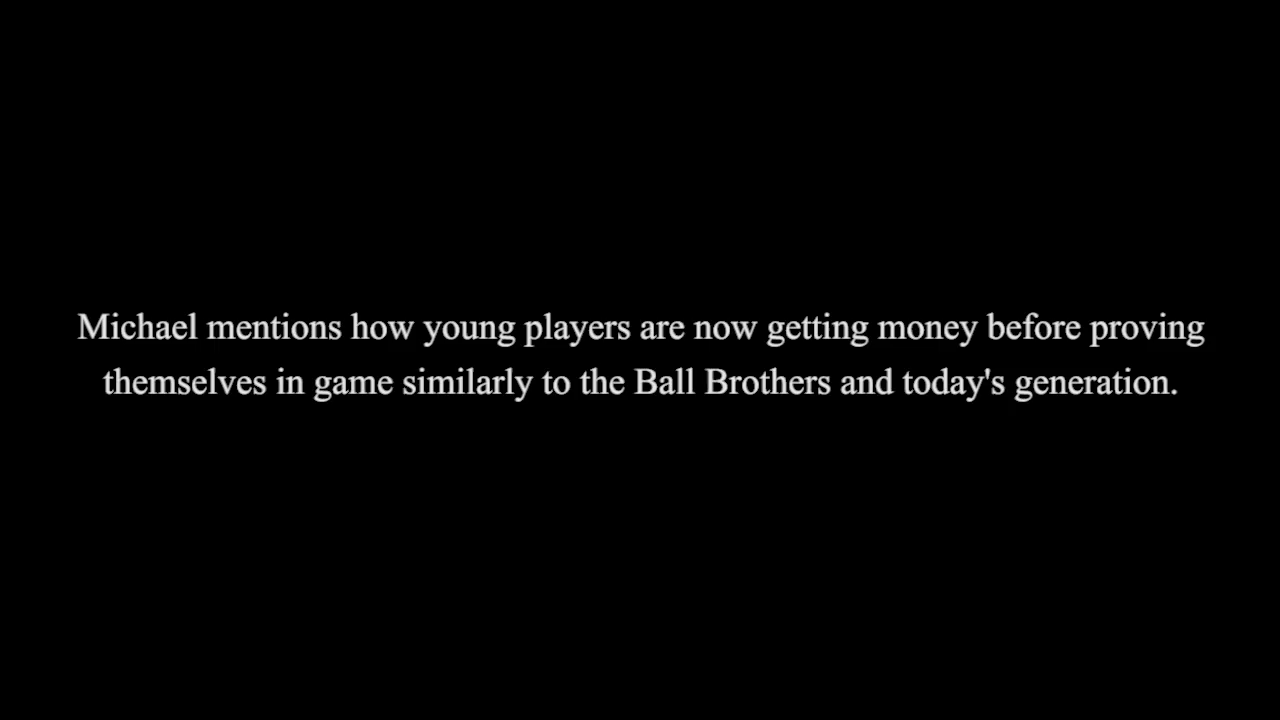 Michael mentions how young players are now getting money before proving
themselves in game similarly to the Ball Brothers and today's generation.